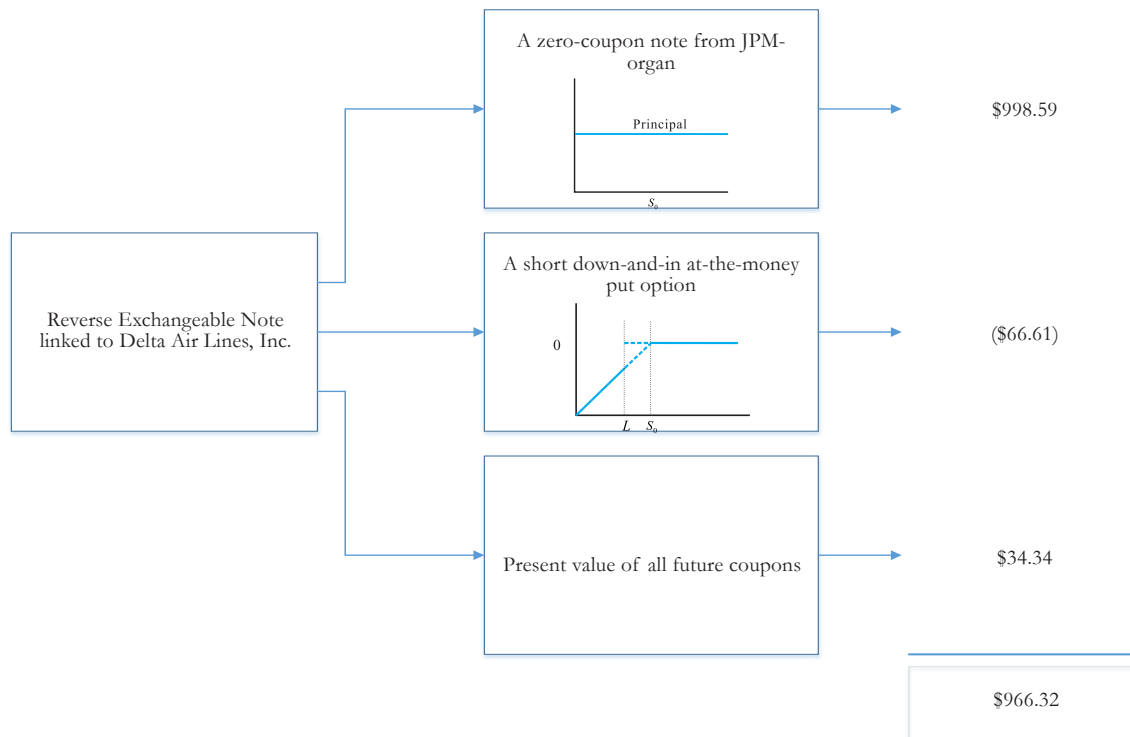 A zero-coupon note from JPM-
organ
Principal
S₀
$998.59
Reverse Exchangeable Note
linked to Delta Air Lines, Inc.
A short down-and-in at-the-money
put option
0
L S₀
($66.61)
Present value of all future coupons
$34.34
$966.32